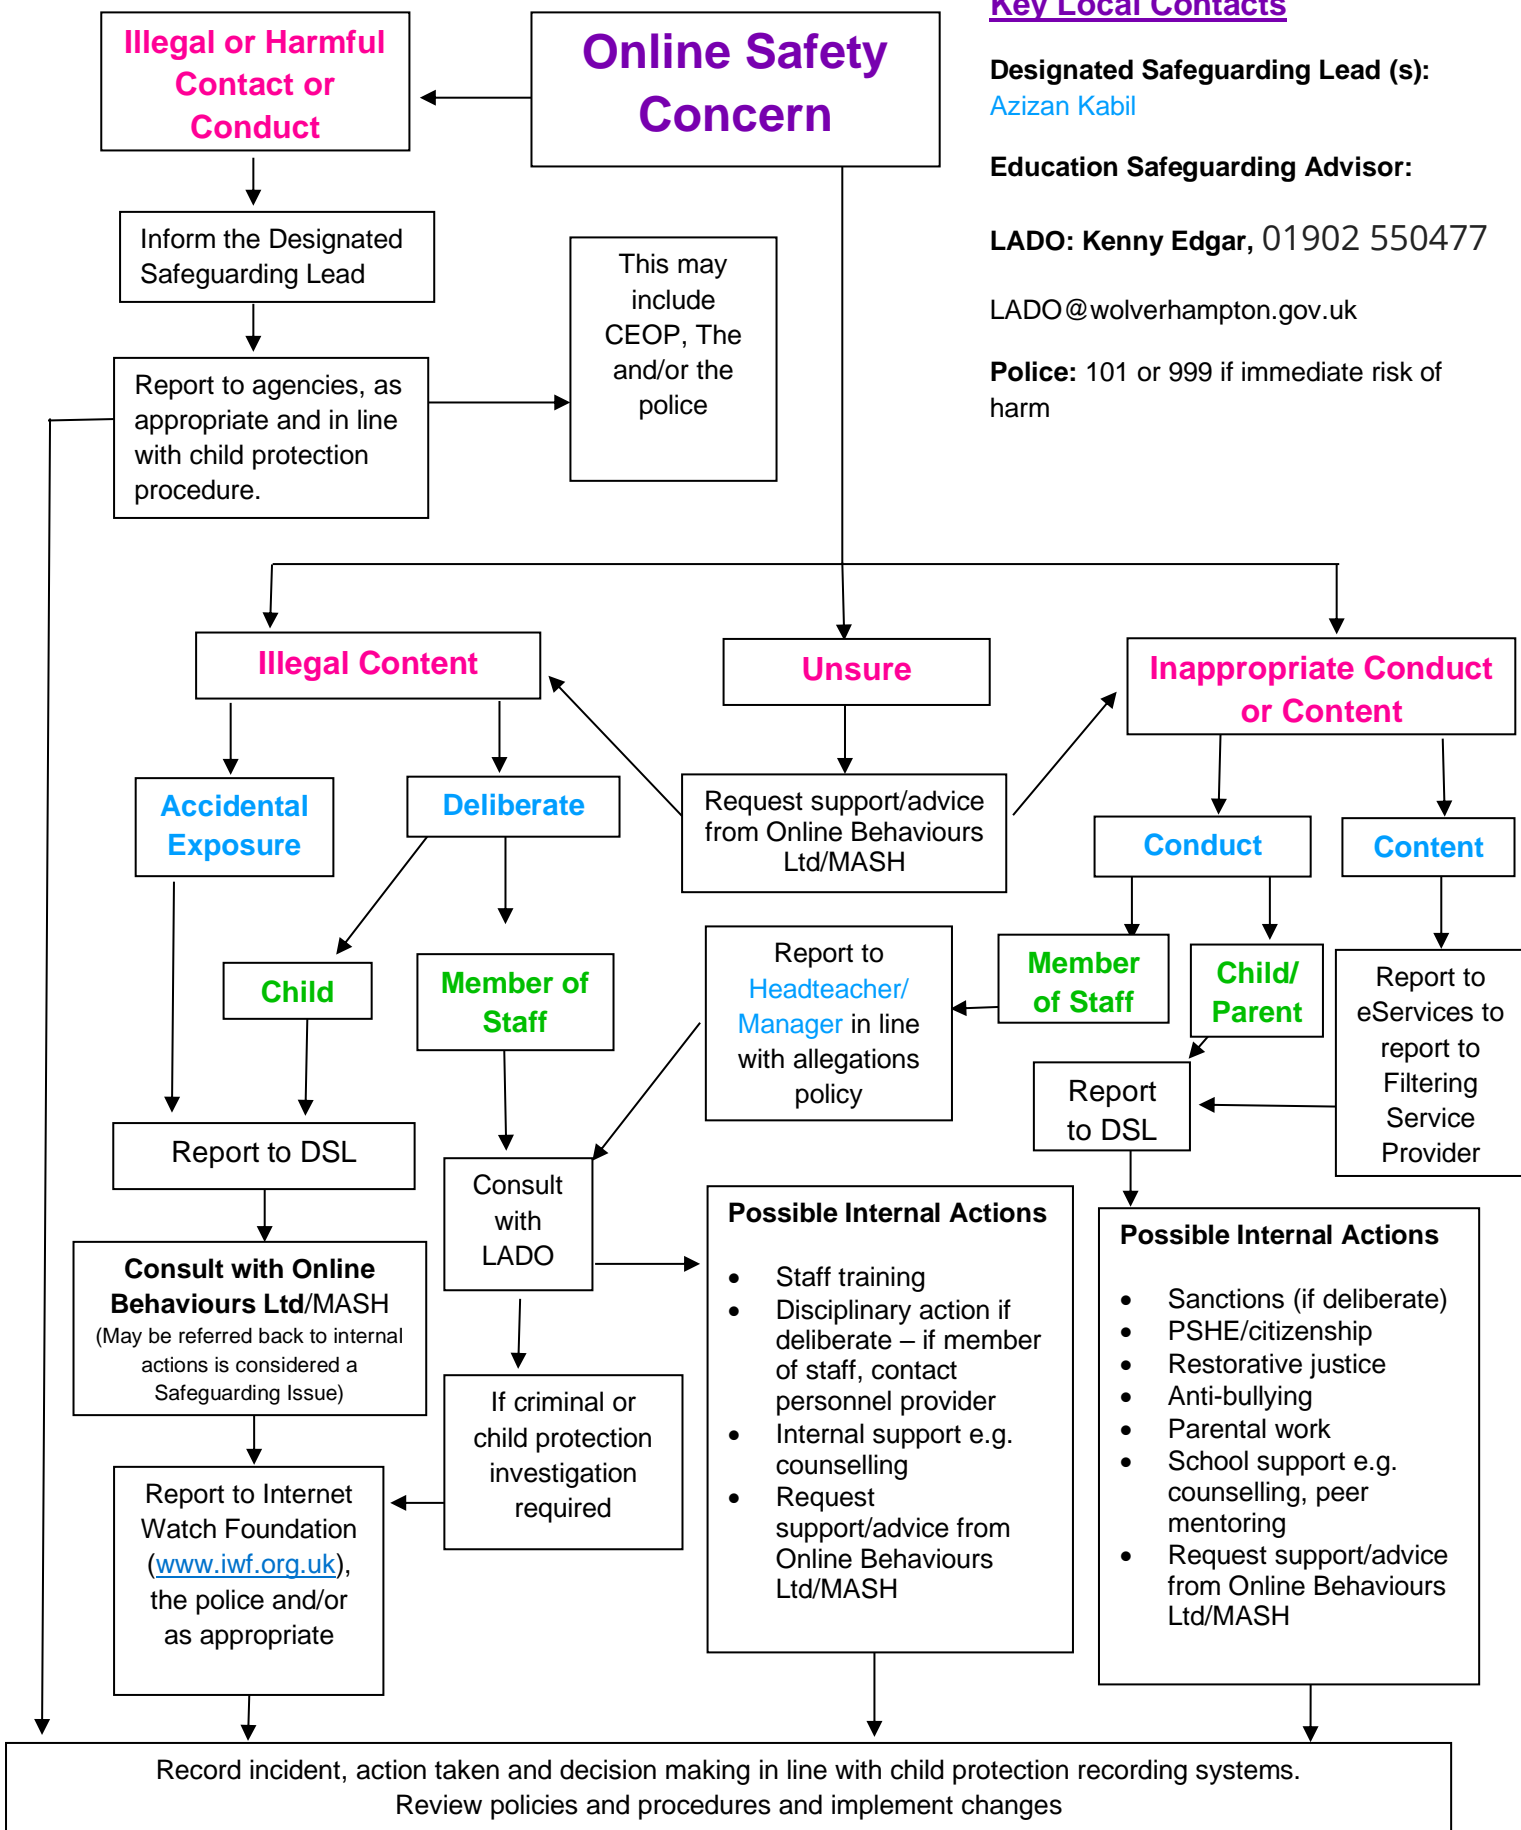 Key Local Contacts
Illegal or Harmful
Contact or
Conduct
Online Safety
Concern
Designated Safeguarding Lead (s):
Azizan Kabil
Education Safeguarding Advisor:
LADO: Kenny Edgar, 01902 550477
LADO@wolverhampton.gov.uk
Police: 101 or 999 if immediate risk of
harm
Inform the Designated
Safeguarding Lead
This may
include
CEOP, The
and/or the
police
Report to agencies, as
appropriate and in line
with child protection
procedure.
Illegal Content
Unsure
Inappropriate Conduct
or Content
Accidental
Exposure
Deliberate
Request support/advice
from Online Behaviours
Ltd/MASH
Conduct
Content
Child
Member of
Staff
Report to
Headteacher/
Manager in line
with allegations
policy
Member
of Staff
Child/
Parent
Report to
eServices to
report to
Filtering
Service
Provider
Report to DSL
Report
to DSL
Consult
with
LADO
Consult with Online
Behaviours Ltd/MASH
(May be referred back to internal
actions is considered a
Safeguarding Issue)
If criminal or
child protection
investigation
required
Report to Internet
Watch Foundation
(www.iwf.org.uk),
the police and/or
as appropriate
Possible Internal Actions
• Staff training
• Disciplinary action if
deliberate – if member
of staff, contact
personnel provider
• Internal support e.g.
counselling
• Request
support/advice from
Online Behaviours
Ltd/MASH
Possible Internal Actions
• Sanctions (if deliberate)
• PSHE/citizenship
• Restorative justice
• Anti-bullying
• Parental work
• School support e.g.
counselling, peer
mentoring
• Request support/advice
from Online Behaviours
Ltd/MASH
Record incident, action taken and decision making in line with child protection recording systems.
Review policies and procedures and implement changes